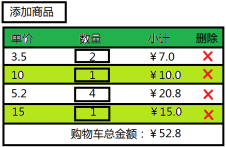 添加商品
单价 数量 小计 删除
3.5 2 ￥7.0
10 1 ￥10.0
5.2 4 ￥20.8
15 1 ￥15.0
购物车总金额：￥52.8